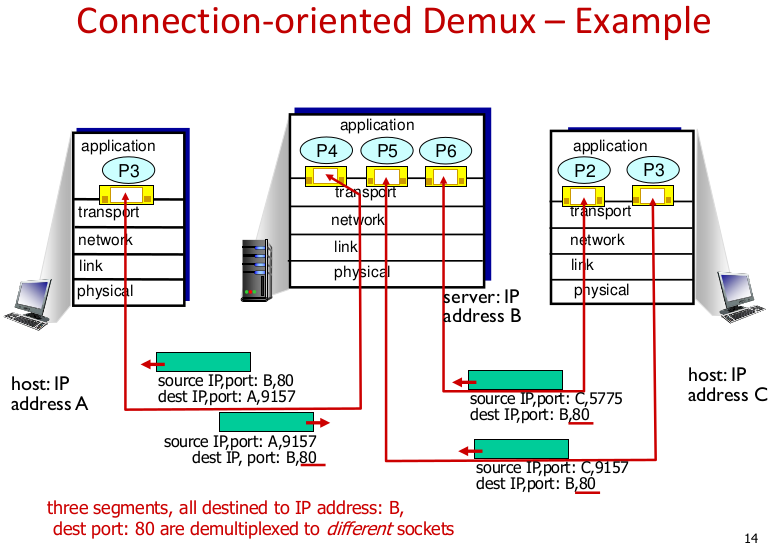 Connection-oriented Demux – Example
application
P3
transport
network
link
physical
host: IP
address A
application
P4 P5 P6
transport
network
link
physical
server: IP
address B
application
P2 P3
transport
network
link
physical
host: IP
address C
source IP,port: B,80
dest IP,port: A,9157
source IP,port: A,9157
dest IP, port: B,80
source IP,port: C,5775
dest IP,port: B,80
source IP,port: C,9157
dest IP,port: B,80
three segments, all destined to IP address: B,
dest port: 80 are demultiplexed to different sockets
14